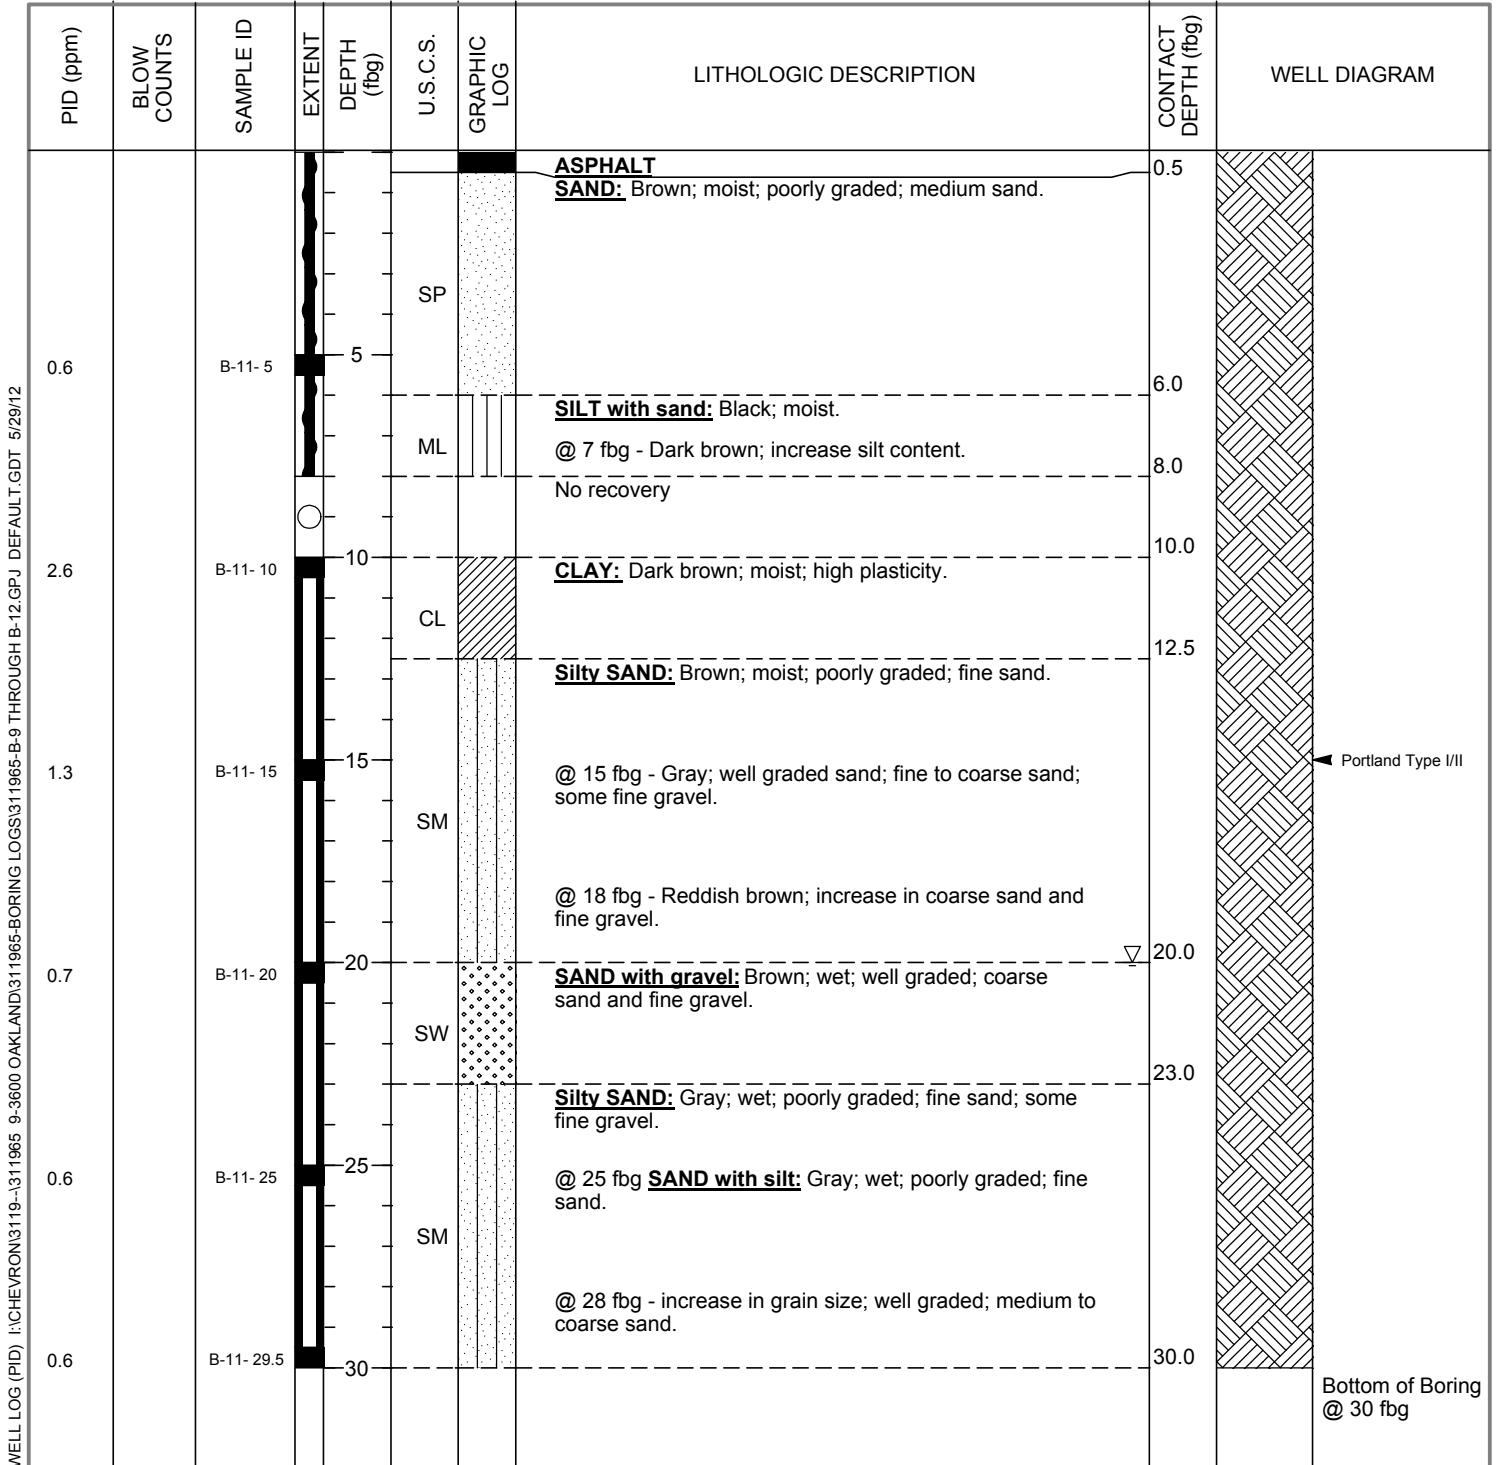 PID (ppm)
BLOW
COUNTS
SAMPLE ID
EXTENT
DEPTH
(fbg)
U.S.C.S.
GRAPHIC
LOG
LITHOLOGIC DESCRIPTION
CONTACT
DEPTH (fbg)
WELL DIAGRAM
ASPHALT
0.5
SAND: Brown; moist; poorly graded; medium sand.
SP
5
0.6
B-11- 5
6.0
SILT with sand: Black; moist.
ML
@ 7 fbg - Dark brown; increase silt content.
8.0
No recovery
10.0
10
2.6
B-11- 10
CLAY: Dark brown; moist; high plasticity.
CL
12.5
Silty SAND: Brown; moist; poorly graded; fine sand.
15
Portland Type I/II
1.3
B-11- 15
@ 15 fbg - Gray; well graded sand; fine to coarse sand;
some fine gravel.
SM
@ 18 fbg - Reddish brown; increase in coarse sand and
fine gravel.
20.0
20
0.7
B-11- 20
SAND with gravel: Brown; wet; well graded; coarse
sand and fine gravel.
SW
23.0
Silty SAND: Gray; wet; poorly graded; fine sand; some
fine gravel.
25
0.6
B-11- 25
@ 25 fbg SAND with silt: Gray; wet; poorly graded; fine
sand.
SM
@ 28 fbg - increase in grain size; well graded; medium to
coarse sand.
0.6
B-11- 29.5
30
30.0
Bottom of Boring
@ 30 fbg
WELL LOG (PID) I:\CHEVRON\3119--\311965 9-3600 OAKLAND\311965-BORING LOGS\311965-B-9 THROUGH B-12.GPJ DEFAULT.GDT 5/29/12